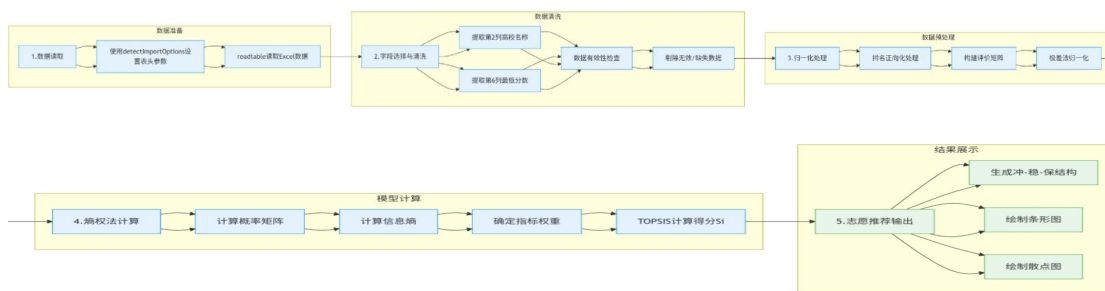 数据准备
1.数据读取
使用detectImportOptions设
置表头参数
readtable读取Excel数据
数据清洗
2.字段选择与清洗
提取第2列高校名称
提取第6列最低分数
数据有效性检查
剔除无效/缺失数据
数据预处理
3.归一化处理
排名正向化处理
构建评价矩阵
极差法归一化
模型计算
4.熵权法计算
计算概率矩阵
计算信息熵
确定指标权重
TOPSIS计算得分Si
结果展示
5.志愿推荐输出
生成冲-稳-保结构
绘制条形图
绘制散点图